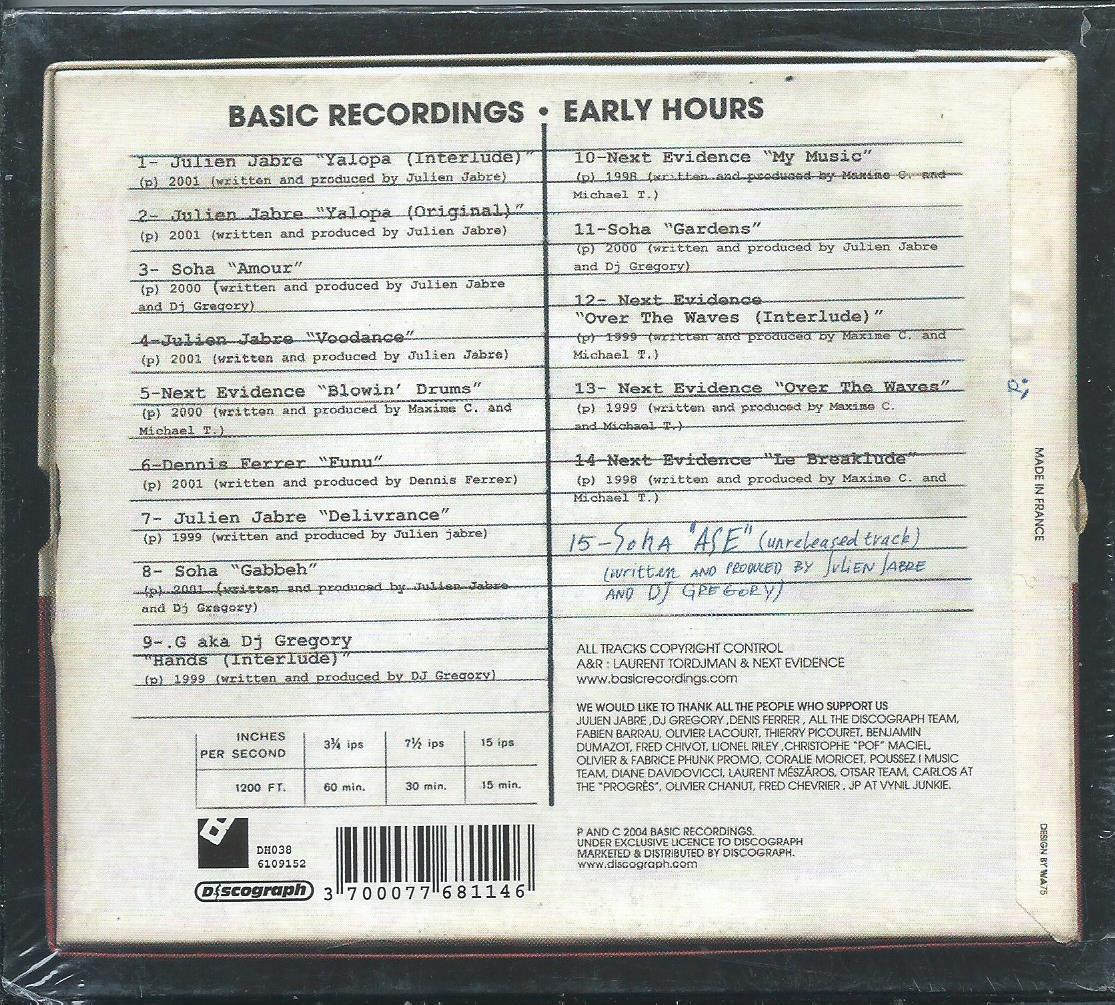 BASIC RECORDINGS • EARLY HOURS
1- Julien Jabre "Yalopa (Interlude)"
(p) 2001 (written and produced by Julien Jabre)
2- Julien Jabre "Yalopa (Original)"
(p) 2001 (written and produced by Julien Jabre)
3- Soha "Amour"
(p) 2000 (written and produced by Julien Jabre
and Dj Gregory)
4-Julien Jabre "Voodance"
(p) 2001 (written and produced by Julien Jabre)
5-Next Evidence "Blowin' Drums"
(p) 2000 (written and produced by Maxime C. and
Michael T.)
6-Dennis Ferrer "Funu"
(p) 2001 (written and produced by Dennis Ferrer)
7- Julien Jabre "Delivrance"
(p) 1999 (written and produced by Julien jabre)
8- Soha "Gabbeh"
(p) 2001 (written and produced by Julien Jabre
and Dj Gregory)
9-.G aka Dj Gregory
"Hands (Interlude)"
(p) 1999 (written and produced by DJ Gregory)
10-Next Evidence "My Music"
(p) 1998 (written and produced by Maxime C. and
Michael T.)
11-Soha "Gardens"
(p) 2000 (written and produced by Julien Jabre
and Dj Gregory)
12- Next Evidence
"Over The Waves (Interlude)"
(p) 1999 (written and produced by Maxime C. and
Michael T.)
13- Next Evidence "Over The Waves"
(p) 1999 (written and produced by Maxime C.
and Michael T.)
14-Next Evidence "Le Breaklude"
(p) 1998 (written and produced by Maxime C. and
Michael T.)
15-Soha "ASE" (unreleased track)
(written AND PRODUCED BY JULIEN JABRE
AND DJ GREGORY)
INCHES PER SECOND 3¾ ips 7½ ips 15 ips
1200 FT. 60 min. 30 min. 15 min.
ALL TRACKS COPYRIGHT CONTROL
A&R : LAURENT TORDJMAN & NEXT EVIDENCE
www.basicrecordings.com
WE WOULD LIKE TO THANK ALL THE PEOPLE WHO SUPPORT US
JULIEN JABRE ,DJ GREGORY ,DENIS FERRER , ALL THE DISCOGRAPH TEAM,
FABIEN BARRAU, OLIVIER LACOURT, THIERRY PICOURET, BENJAMIN
DUMAZOT, FRED CHIVOT, LIONEL RILEY ,CHRISTOPHE "POF" MACIEL,
OLIVIER & FABRICE PHUNK PROMO, CORALIE MORICET, POUSSEZ ! MUSIC
TEAM, DIANE DAVIDOVICCI, LAURENT MÉSZÁROS, OTSAR TEAM, CARLOS AT
THE "PROGRÈS", OLIVIER CHANUT, FRED CHEVRIER , JP AT VYNIL JUNKIE.
DH038
6109152
Discograph
3 700077 681146
P AND C 2004 BASIC RECORDINGS.
UNDER EXCLUSIVE LICENCE TO DISCOGRAPH
MARKETED & DISTRIBUTED BY DISCOGRAPH.
www.discograph.com
MADE IN FRANCE
DESIGN BY WA75